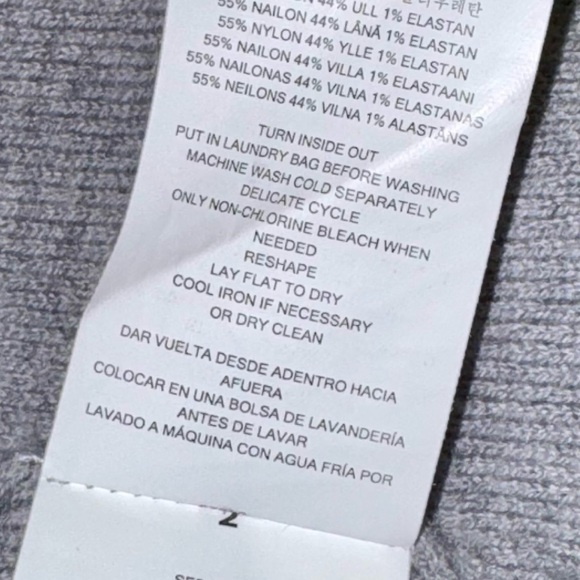 44% ULL 1% ELASTAN
55% NAILON 44% LÂNĂ 1% ELASTAN
55% NYLON 44% YLLE 1% ELASTAN
55% NAILON 44% VILLA 1% ELASTAANI
55% NAILONAS 44% VILNA 1% ELASTANAS
55% NEILONS 44% VILNA 1% ALASTĀNS
TURN INSIDE OUT
PUT IN LAUNDRY BAG BEFORE WASHING
MACHINE WASH COLD SEPARATELY
DELICATE CYCLE
ONLY NON-CHLORINE BLEACH WHEN
NEEDED
RESHAPE
LAY FLAT TO DRY
COOL IRON IF NECESSARY
OR DRY CLEAN
DAR VUELTA DESDE ADENTRO HACIA
AFUERA
COLOCAR EN UNA BOLSA DE LAVANDERÍA
ANTES DE LAVAR
LAVADO A MÁQUINA CON AGUA FRÍA POR
2